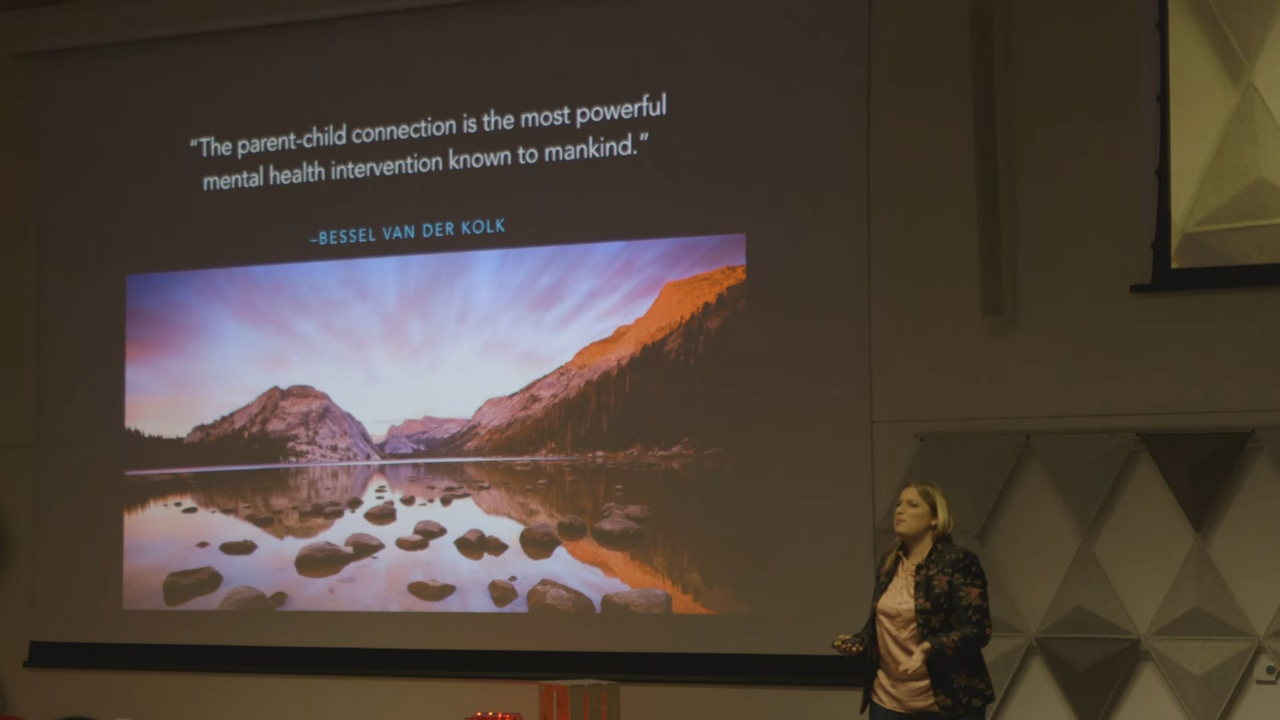 “The parent-child connection is the most powerful
mental health intervention known to mankind.”
–BESSEL VAN DER KOLK